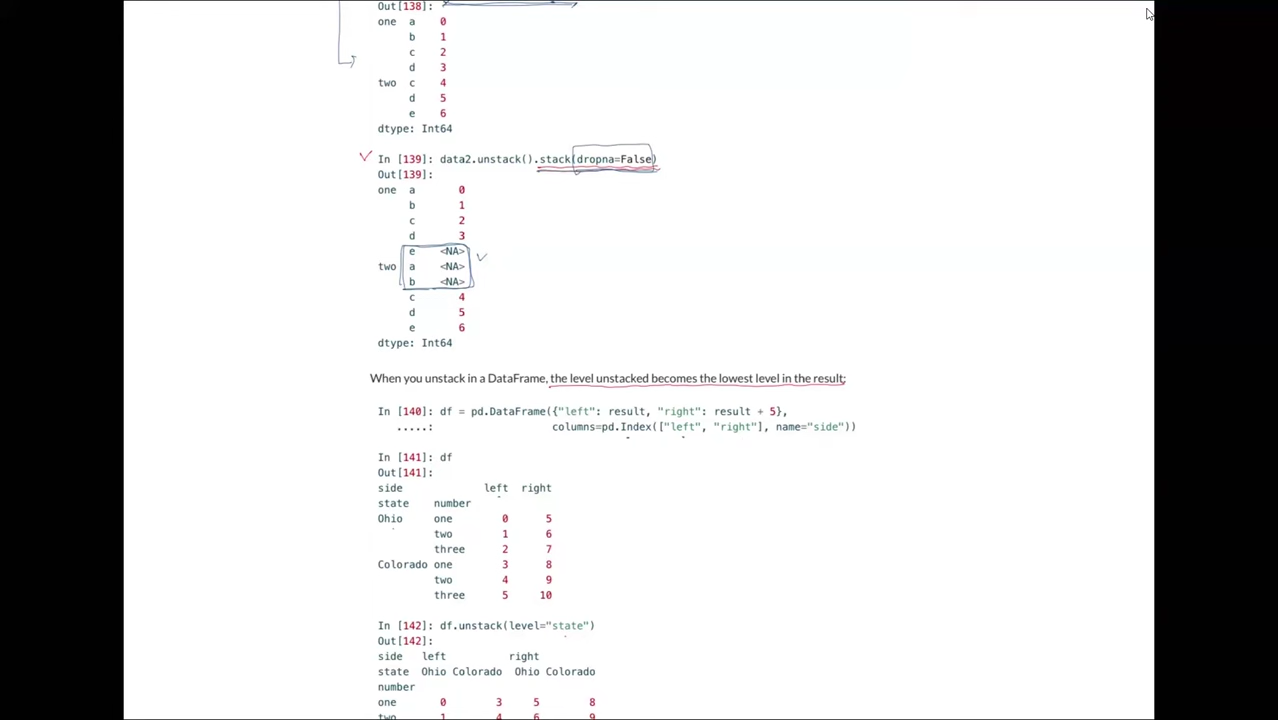 Out[138]:
one a 0
b 1
c 2
d 3
two c 4
d 5
e 6
dtype: Int64
In [139]: data2.unstack().stack(dropna=False)
Out[139]:
one a 0
b 1
c 2
d 3
e <NA>
two a <NA>
b <NA>
c 4
d 5
e 6
dtype: Int64
When you unstack in a DataFrame, the level unstacked becomes the lowest level in the result:
In [140]: df = pd.DataFrame({"left": result, "right": result + 5},
.....: columns=pd.Index(["left", "right"], name="side"))
In [141]: df
Out[141]:
side left right
state number
Ohio one 0 5
two 1 6
three 2 7
Colorado one 3 8
two 4 9
three 5 10
In [142]: df.unstack(level="state")
Out[142]:
side left right
state Ohio Colorado Ohio Colorado
number
one 0 3 5 8
two 1 4 6 9